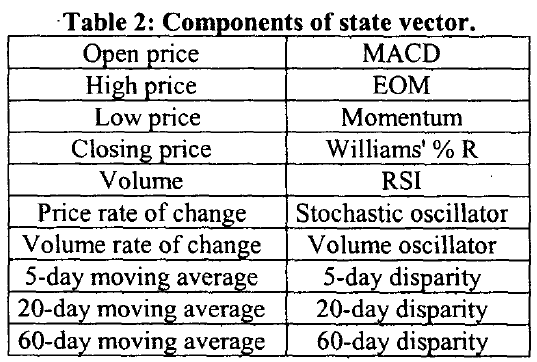 Table 2: Components of state vector.
Open price MACD
High price EOM
Low price Momentum
Closing price Williams' % R
Volume RSI
Price rate of change Stochastic oscillator
Volume rate of change Volume oscillator
5-day moving average 5-day disparity
20-day moving average 20-day disparity
60-day moving average 60-day disparity